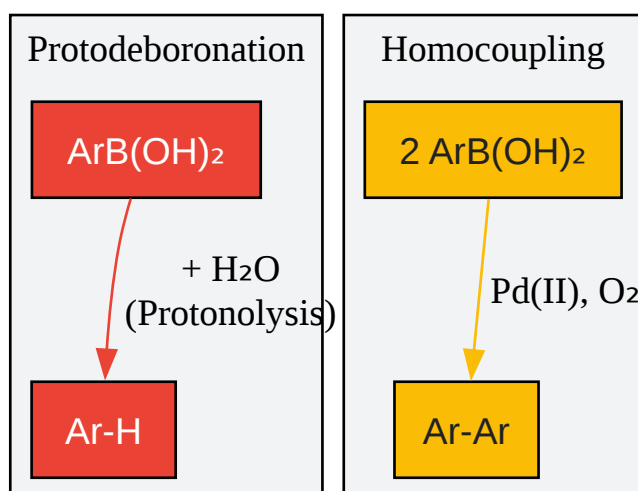 Protodeboronation
ArB(OH)₂
+ H₂O
(Protonolysis)
Ar-H
Homocoupling
2 ArB(OH)₂
Pd(II), O₂
Ar-Ar